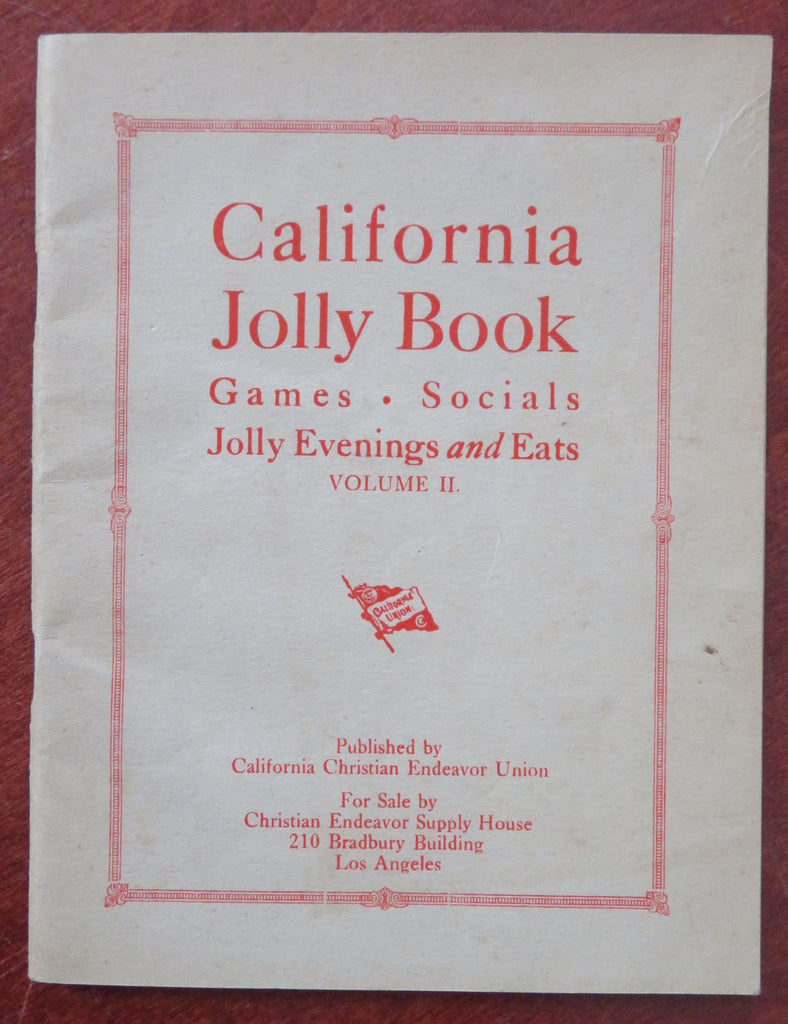 California
Jolly Book
Games • Socials
Jolly Evenings and Eats
VOLUME II.
CALIFORNIA
UNION
CE
Published by
California Christian Endeavor Union
For Sale by
Christian Endeavor Supply House
210 Bradbury Building
Los Angeles